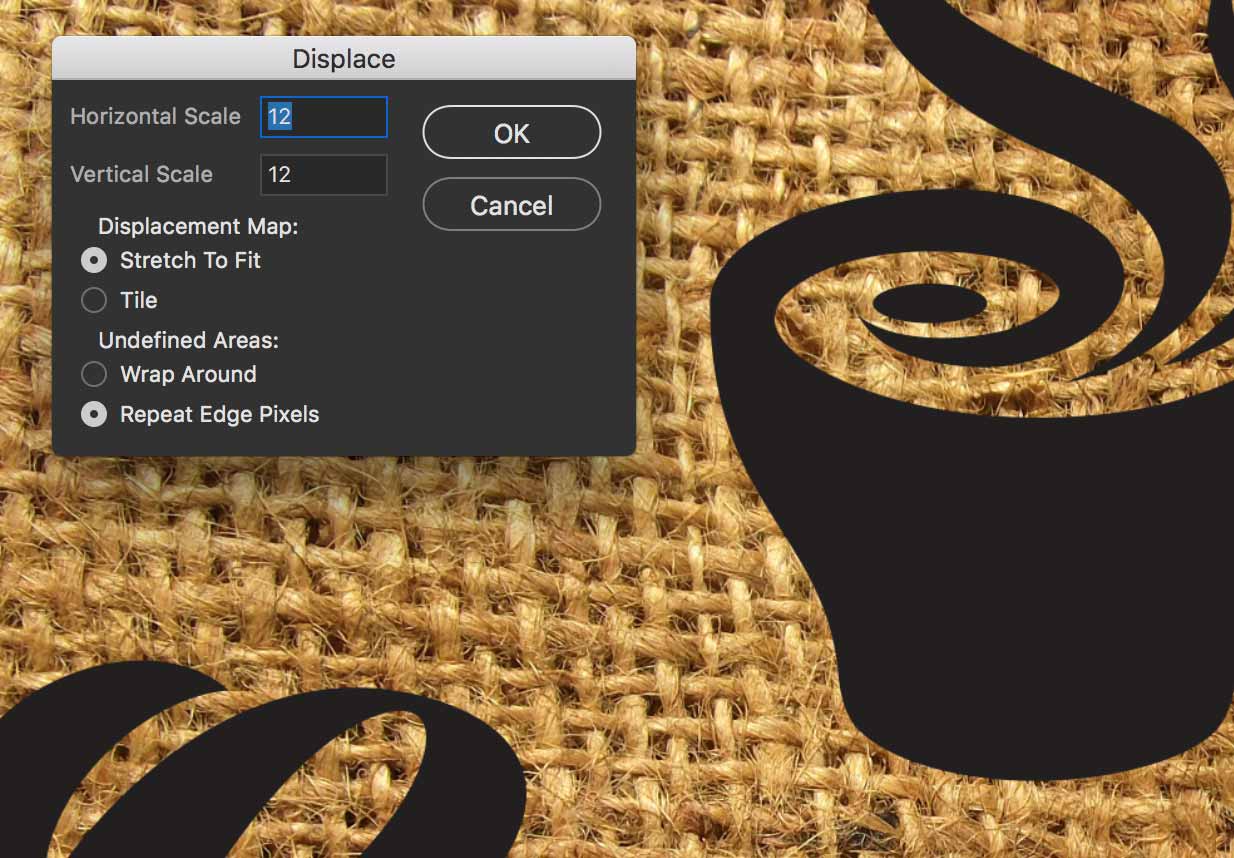 Displace
Horizontal Scale 12
OK
Vertical Scale 12
Cancel
Displacement Map:
Stretch To Fit
Tile
Undefined Areas:
Wrap Around
Repeat Edge Pixels